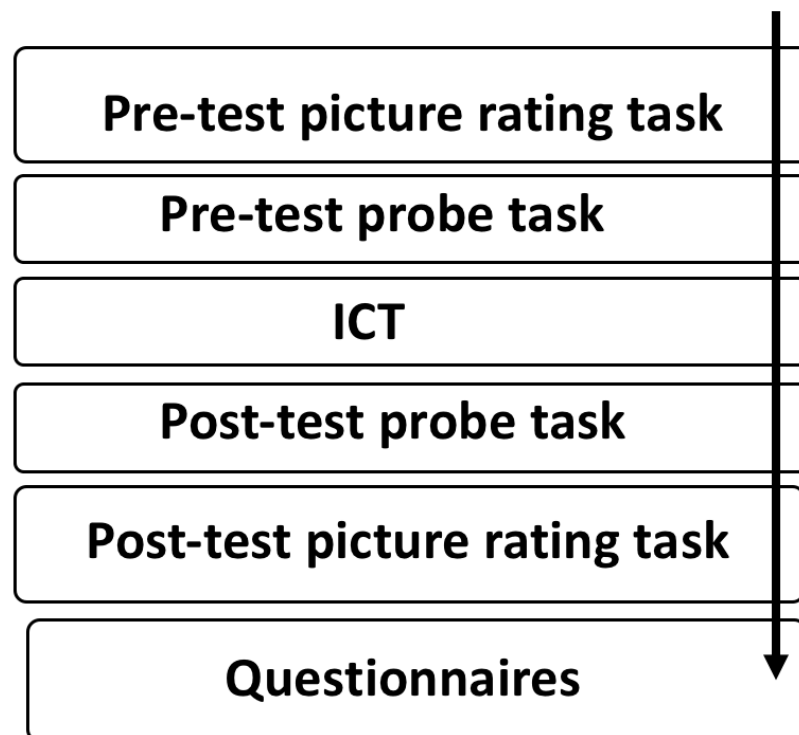 Pre-test picture rating task
Pre-test probe task
ICT
Post-test probe task
Post-test picture rating task
Questionnaires